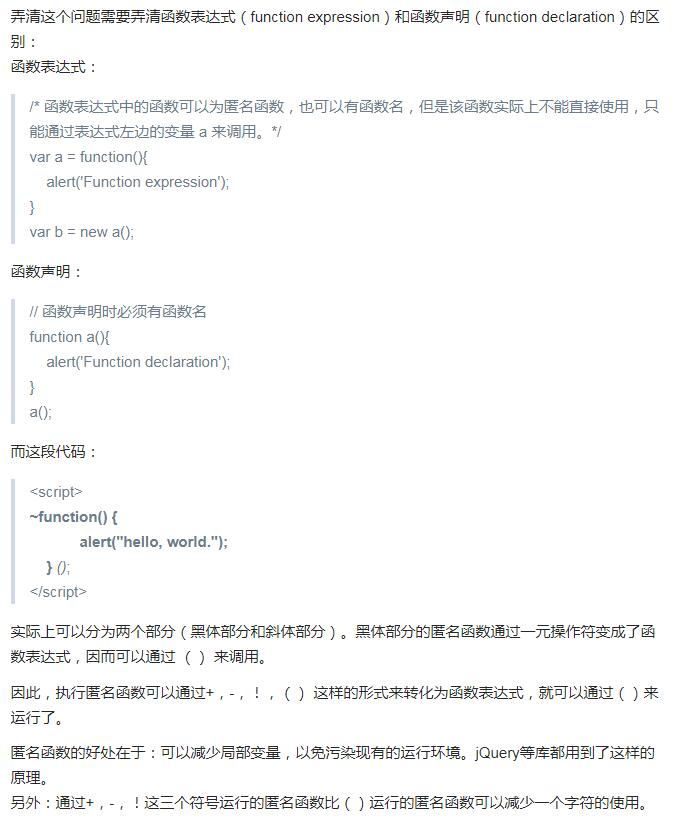 弄清这个问题需要弄清函数表达式（function expression）和函数声明（function declaration）的区
别：
函数表达式：
/* 函数表达式中的函数可以为匿名函数，也可以有函数名，但是该函数实际上不能直接使用，只
能通过表达式左边的变量 a 来调用。*/
var a = function(){
alert('Function expression');
}
var b = new a();
函数声明：
// 函数声明时必须有函数名
function a(){
alert('Function declaration');
}
a();
而这段代码：
<script>
~function() {
alert("hello, world.");
} ();
</script>
实际上可以分为两个部分（黑体部分和斜体部分）。黑体部分的匿名函数通过一元操作符变成了函
数表达式，因而可以通过 （ ） 来调用。
因此，执行匿名函数可以通过+，-，！，（ ） 这样的形式来转化为函数表达式，就可以通过（ ）来
运行了。
匿名函数的好处在于：可以减少局部变量，以免污染现有的运行环境。jQuery等库都用到了这样的
原理。
另外：通过+，-，！这三个符号运行的匿名函数比（ ）运行的匿名函数可以减少一个字符的使用。